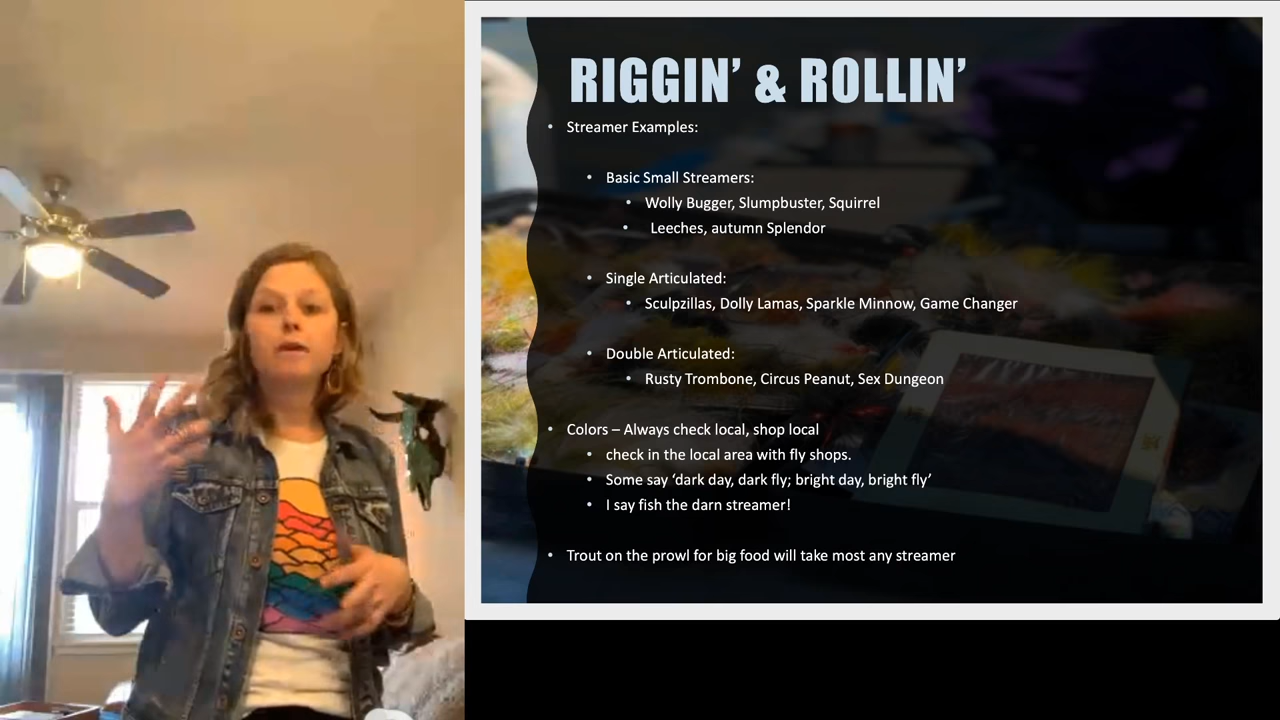 RIGGIN' & ROLLIN'
• Streamer Examples:
• Basic Small Streamers:
• Wolly Bugger, Slumpbuster, Squirrel
• Leeches, autumn Splendor
• Single Articulated:
• Sculpzillas, Dolly Lamas, Sparkle Minnow, Game Changer
• Double Articulated:
• Rusty Trombone, Circus Peanut, Sex Dungeon
• Colors – Always check local, shop local
• check in the local area with fly shops.
• Some say ‘dark day, dark fly; bright day, bright fly’
• I say fish the darn streamer!
• Trout on the prowl for big food will take most any streamer